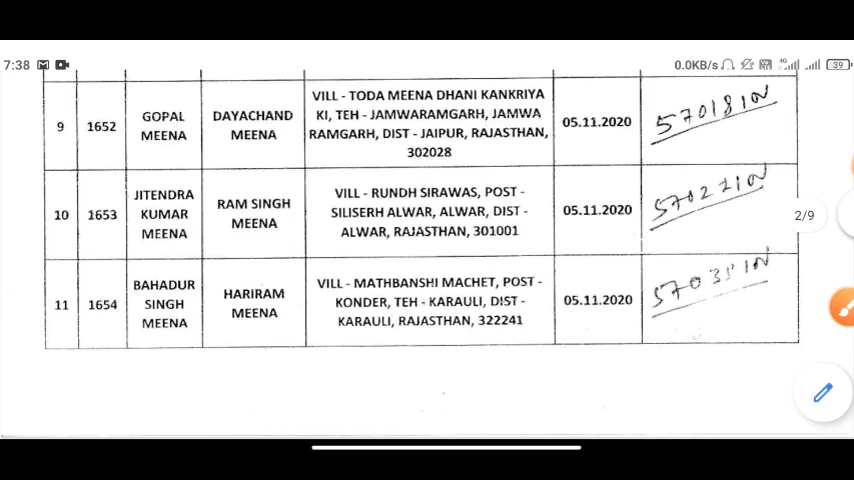 7:38
0.0KB/s
4G
39
9
1652
GOPAL
MEENA
DAYACHAND
MEENA
VILL - TODA MEENA DHANI KANKRIYA
KI, TEH - JAMWARAMGARH, JAMWA
RAMGARH, DIST - JAIPUR, RAJASTHAN,
302028
05.11.2020
570181IN
10
1653
JITENDRA
KUMAR
MEENA
RAM SINGH
MEENA
VILL - RUNDH SIRAWAS, POST -
SILISERH ALWAR, ALWAR, DIST -
ALWAR, RAJASTHAN, 301001
05.11.2020
2/9
11
1654
BAHADUR
SINGH
MEENA
HARIRAM
MEENA
VILL - MATHBANSHI MACHET, POST -
KONDER, TEH - KARAULI, DIST -
KARAULI, RAJASTHAN, 322241
05.11.2020